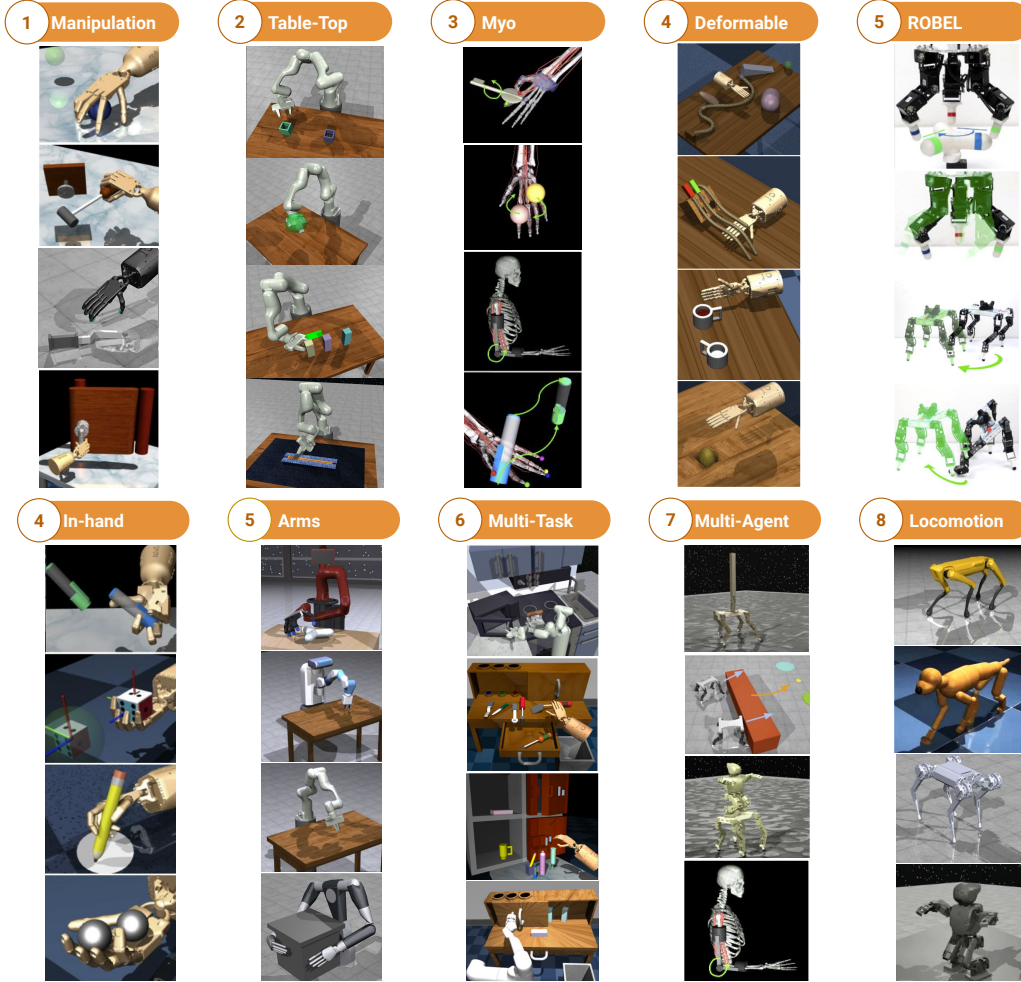 1 Manipulation
2 Table-Top
3 Myo
4 Deformable
5 ROBEL
4 In-hand
5 Arms
6 Multi-Task
7 Multi-Agent
8 Locomotion